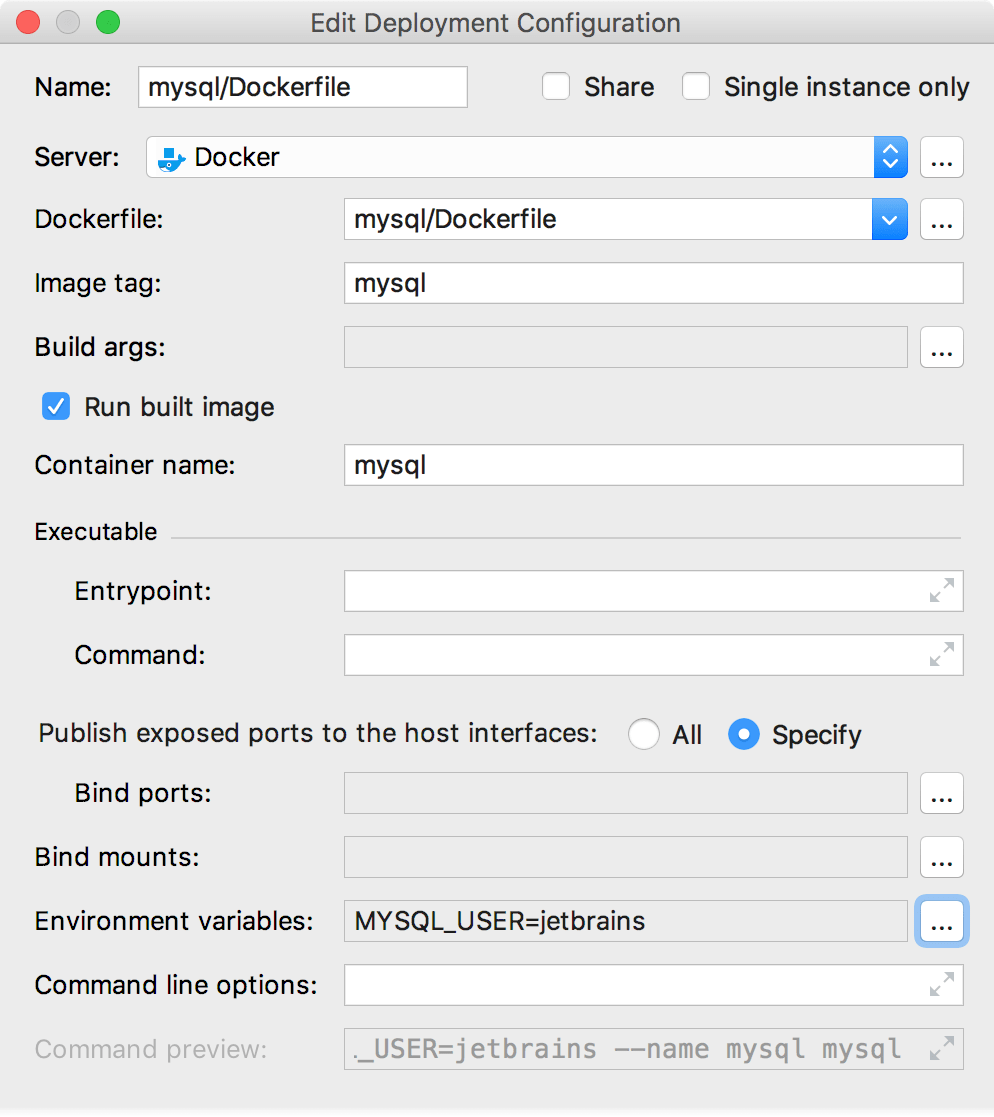 Edit Deployment Configuration
Name: mysql/Dockerfile Share Single instance only
Server: Docker ...
Dockerfile: mysql/Dockerfile ...
Image tag: mysql
Build args: ...
Run built image
Container name: mysql
Executable
Entrypoint:
Command:
Publish exposed ports to the host interfaces: All Specify
Bind ports: ...
Bind mounts: ...
Environment variables: MYSQL_USER=jetbrains ...
Command line options:
Command preview: ._USER=jetbrains --name mysql mysql